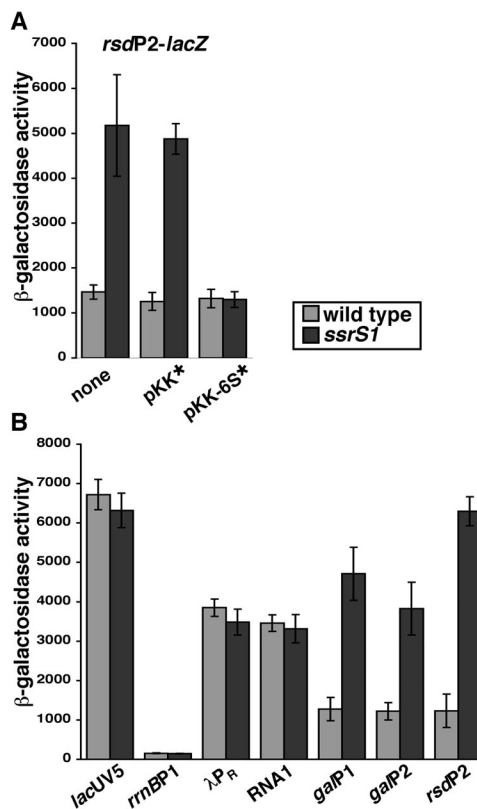 A
rsdP2-lacZ
β-galactosidase activity
7000
6000
5000
4000
3000
2000
1000
0
none
pKK*
pKK-6S*
wild type
ssrS1
B
β-galactosidase activity
8000
7000
6000
5000
4000
3000
2000
1000
0
lacUV5
rrnBP1
λPR
RNA1
galP1
galP2
rsdP2